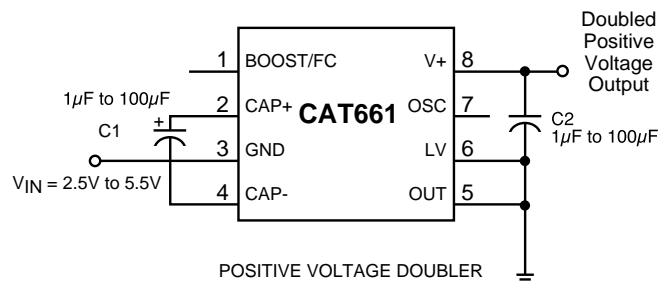 Doubled
Positive
Voltage
Output
1 BOOST/FC V+ 8
1µF to 100µF
2 CAP+ CAT661 OSC 7
+
C1
C2
1µF to 100µF
3 GND LV 6
VIN = 2.5V to 5.5V
4 CAP- OUT 5
POSITIVE VOLTAGE DOUBLER